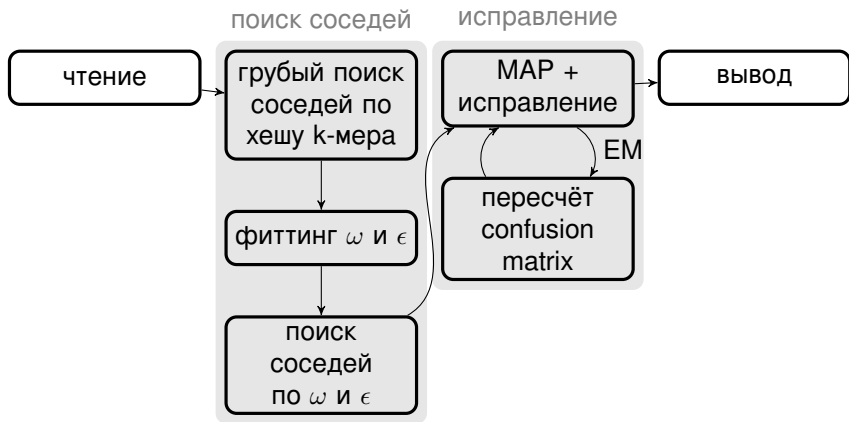 поиск соседей
исправление
чтение
грубый поиск
соседей по
хешу k-мера
фиттинг ω и ϵ
поиск
соседей
по ω и ϵ
MAP +
исправление
EM
пересчёт
confusion
matrix
вывод